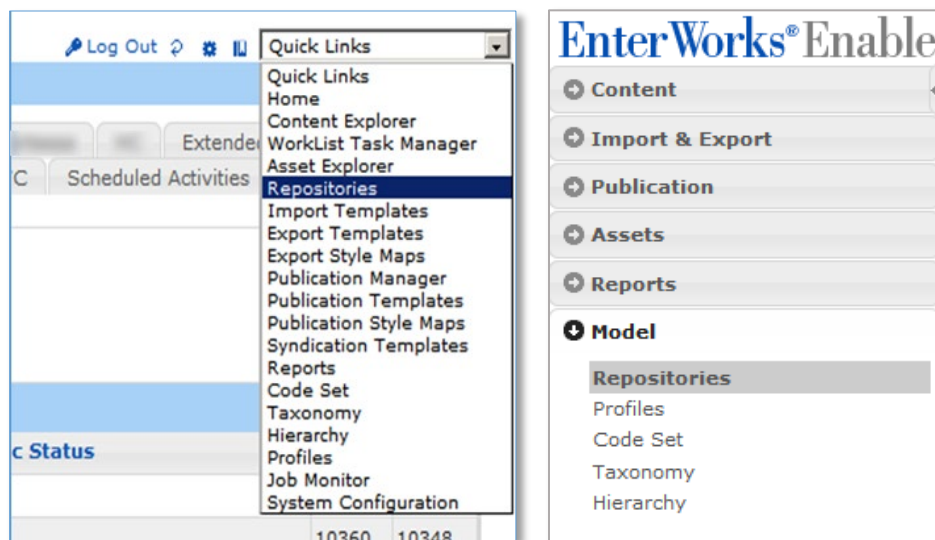 Log Out
Quick Links
Quick Links
Home
Content Explorer
WorkList Task Manager
Asset Explorer
Repositories
Import Templates
Export Templates
Export Style Maps
Publication Manager
Publication Templates
Publication Style Maps
Syndication Templates
Reports
Code Set
Taxonomy
Hierarchy
Profiles
Job Monitor
System Configuration
Extended
C Scheduled Activities
c Status
10360 10348
EnterWorks® Enable
Content
Import & Export
Publication
Assets
Reports
Model
Repositories
Profiles
Code Set
Taxonomy
Hierarchy